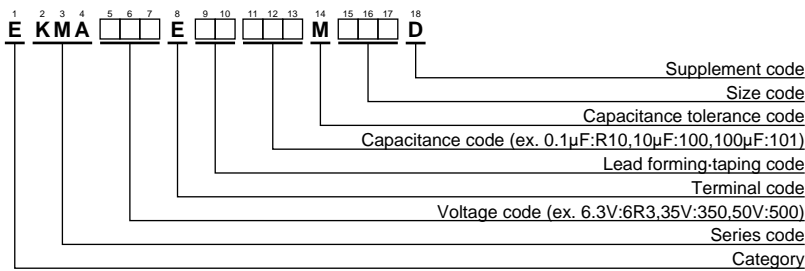 1 2 3 4 5 6 7 8 9 10 11 12 13 14 15 16 17 18
E KMA E M D
Supplement code
Size code
Capacitance tolerance code
Capacitance code (ex. 0.1µF:R10,10µF:100,100µF:101)
Lead forming·taping code
Terminal code
Voltage code (ex. 6.3V:6R3,35V:350,50V:500)
Series code
Category